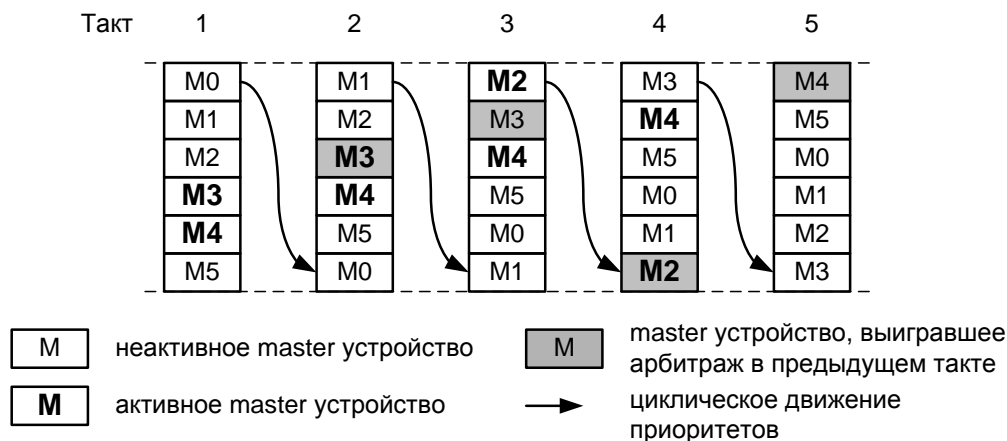 Такт 1 2 3 4 5
M0 M1 M2 M3 M4
M1 M2 M3 M4 M5
M2 M3 M4 M5 M0
M3 M4 M5 M0 M1
M4 M5 M0 M1 M2
M5 M0 M1 M2 M3
M неактивное master устройство
M master устройство, выигравшее
арбитраж в предыдущем такте
M активное master устройство
циклическое движение
приоритетов